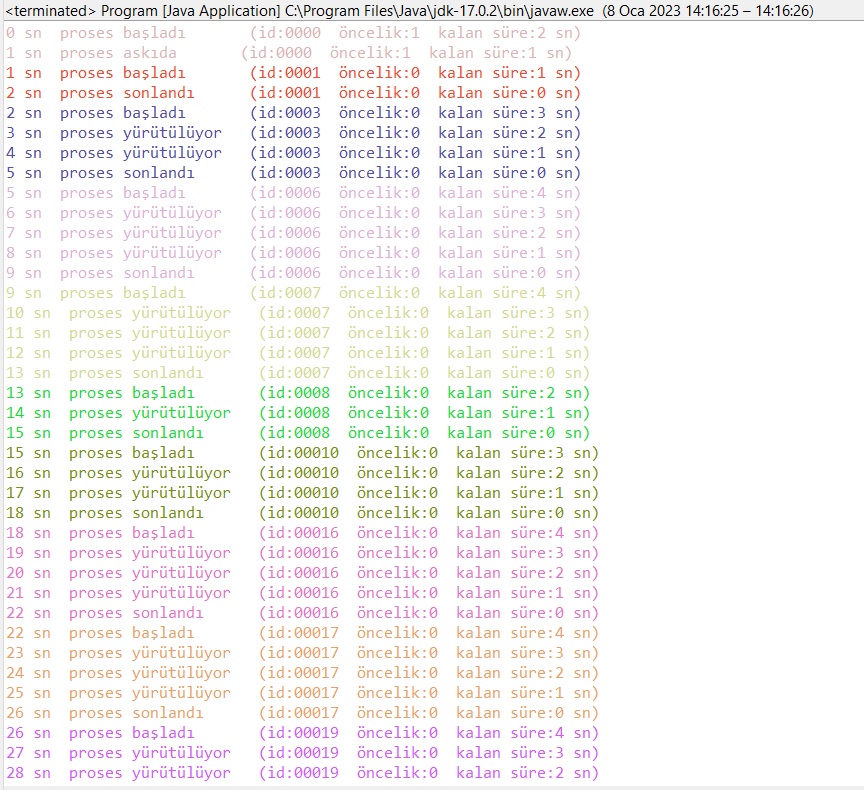 <terminated> Program [Java Application] C:\Program Files\Java\jdk-17.0.2\bin\javaw.exe (8 Oca 2023 14:16:25 – 14:16:26)
0 sn  proses başladı       (id:0000  öncelik:1  kalan süre:2 sn)
1 sn  proses askıda       (id:0000  öncelik:1  kalan süre:1 sn)
1 sn  proses başladı       (id:0001  öncelik:0  kalan süre:1 sn)
2 sn  proses sonlandı      (id:0001  öncelik:0  kalan süre:0 sn)
2 sn  proses başladı       (id:0003  öncelik:0  kalan süre:3 sn)
3 sn  proses yürütülüyor   (id:0003  öncelik:0  kalan süre:2 sn)
4 sn  proses yürütülüyor   (id:0003  öncelik:0  kalan süre:1 sn)
5 sn  proses sonlandı      (id:0003  öncelik:0  kalan süre:0 sn)
5 sn  proses başladı       (id:0006  öncelik:0  kalan süre:4 sn)
6 sn  proses yürütülüyor   (id:0006  öncelik:0  kalan süre:3 sn)
7 sn  proses yürütülüyor   (id:0006  öncelik:0  kalan süre:2 sn)
8 sn  proses yürütülüyor   (id:0006  öncelik:0  kalan süre:1 sn)
9 sn  proses sonlandı      (id:0006  öncelik:0  kalan süre:0 sn)
9 sn  proses başladı       (id:0007  öncelik:0  kalan süre:4 sn)
10 sn  proses yürütülüyor   (id:0007  öncelik:0  kalan süre:3 sn)
11 sn  proses yürütülüyor   (id:0007  öncelik:0  kalan süre:2 sn)
12 sn  proses yürütülüyor   (id:0007  öncelik:0  kalan süre:1 sn)
13 sn  proses sonlandı      (id:0007  öncelik:0  kalan süre:0 sn)
13 sn  proses başladı       (id:0008  öncelik:0  kalan süre:2 sn)
14 sn  proses yürütülüyor   (id:0008  öncelik:0  kalan süre:1 sn)
15 sn  proses sonlandı      (id:0008  öncelik:0  kalan süre:0 sn)
15 sn  proses başladı       (id:00010  öncelik:0  kalan süre:3 sn)
16 sn  proses yürütülüyor   (id:00010  öncelik:0  kalan süre:2 sn)
17 sn  proses yürütülüyor   (id:00010  öncelik:0  kalan süre:1 sn)
18 sn  proses sonlandı      (id:00010  öncelik:0  kalan süre:0 sn)
18 sn  proses başladı       (id:00016  öncelik:0  kalan süre:4 sn)
19 sn  proses yürütülüyor   (id:00016  öncelik:0  kalan süre:3 sn)
20 sn  proses yürütülüyor   (id:00016  öncelik:0  kalan süre:2 sn)
21 sn  proses yürütülüyor   (id:00016  öncelik:0  kalan süre:1 sn)
22 sn  proses sonlandı      (id:00016  öncelik:0  kalan süre:0 sn)
22 sn  proses başladı       (id:00017  öncelik:0  kalan süre:4 sn)
23 sn  proses yürütülüyor   (id:00017  öncelik:0  kalan süre:3 sn)
24 sn  proses yürütülüyor   (id:00017  öncelik:0  kalan süre:2 sn)
25 sn  proses yürütülüyor   (id:00017  öncelik:0  kalan süre:1 sn)
26 sn  proses sonlandı      (id:00017  öncelik:0  kalan süre:0 sn)
26 sn  proses başladı       (id:00019  öncelik:0  kalan süre:4 sn)
27 sn  proses yürütülüyor   (id:00019  öncelik:0  kalan süre:3 sn)
28 sn  proses yürütülüyor   (id:00019  öncelik:0  kalan süre:2 sn)